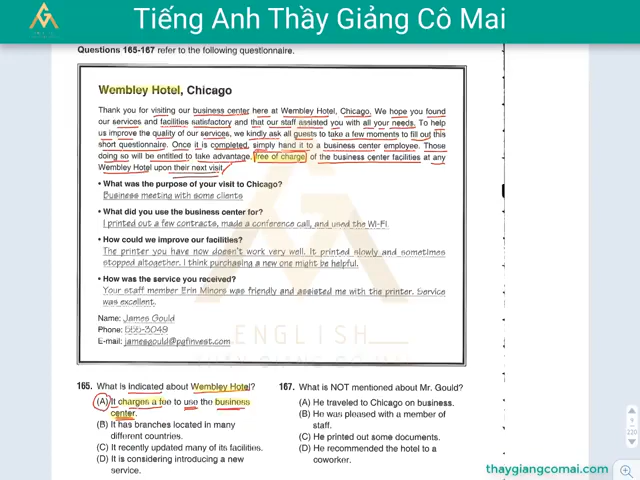 Tiếng Anh Thầy Giảng Cô Mai
Questions 165-167 refer to the following questionnaire.
Wembley Hotel, Chicago
Thank you for visiting our business center here at Wembley Hotel, Chicago. We hope you found
our services and facilities satisfactory and that our staff assisted you with all your needs. To help
us improve the quality of our services, we kindly ask all guests to take a few moments to fill out this
short questionnaire. Once it is completed, simply hand it to a business center employee. Those
doing so will be entitled to take advantage, free of charge, of the business center facilities at any
Wembley Hotel upon their next visit.
• What was the purpose of your visit to Chicago?
Business meeting with some clients
• What did you use the business center for?
I printed out a few contracts, made a conference call, and used the Wi-Fi.
• How could we improve our facilities?
The printer you have now doesn't work very well. It printed slowly and sometimes
stopped altogether. I think purchasing a new one might be helpful.
• How was the service you received?
Your staff member Erin Minors was friendly and assisted me with the printer. Service
was excellent.
Name: James Gould
Phone: 555-3049
E-mail: jamesgould@pgfinvest.com
ENGLISH
THẦY GIẢNG CÔ MAI
165. What is indicated about Wembley Hotel?
(A) It charges a fee to use the business
center.
(B) It has branches located in many
different countries.
(C) It recently updated many of its facilities.
(D) It is considering introducing a new
service.
167. What is NOT mentioned about Mr. Gould?
(A) He traveled to Chicago on business.
(B) He was pleased with a member of
staff.
(C) He printed out some documents.
(D) He recommended the hotel to a
coworker.
220
thaygiangcomai.com